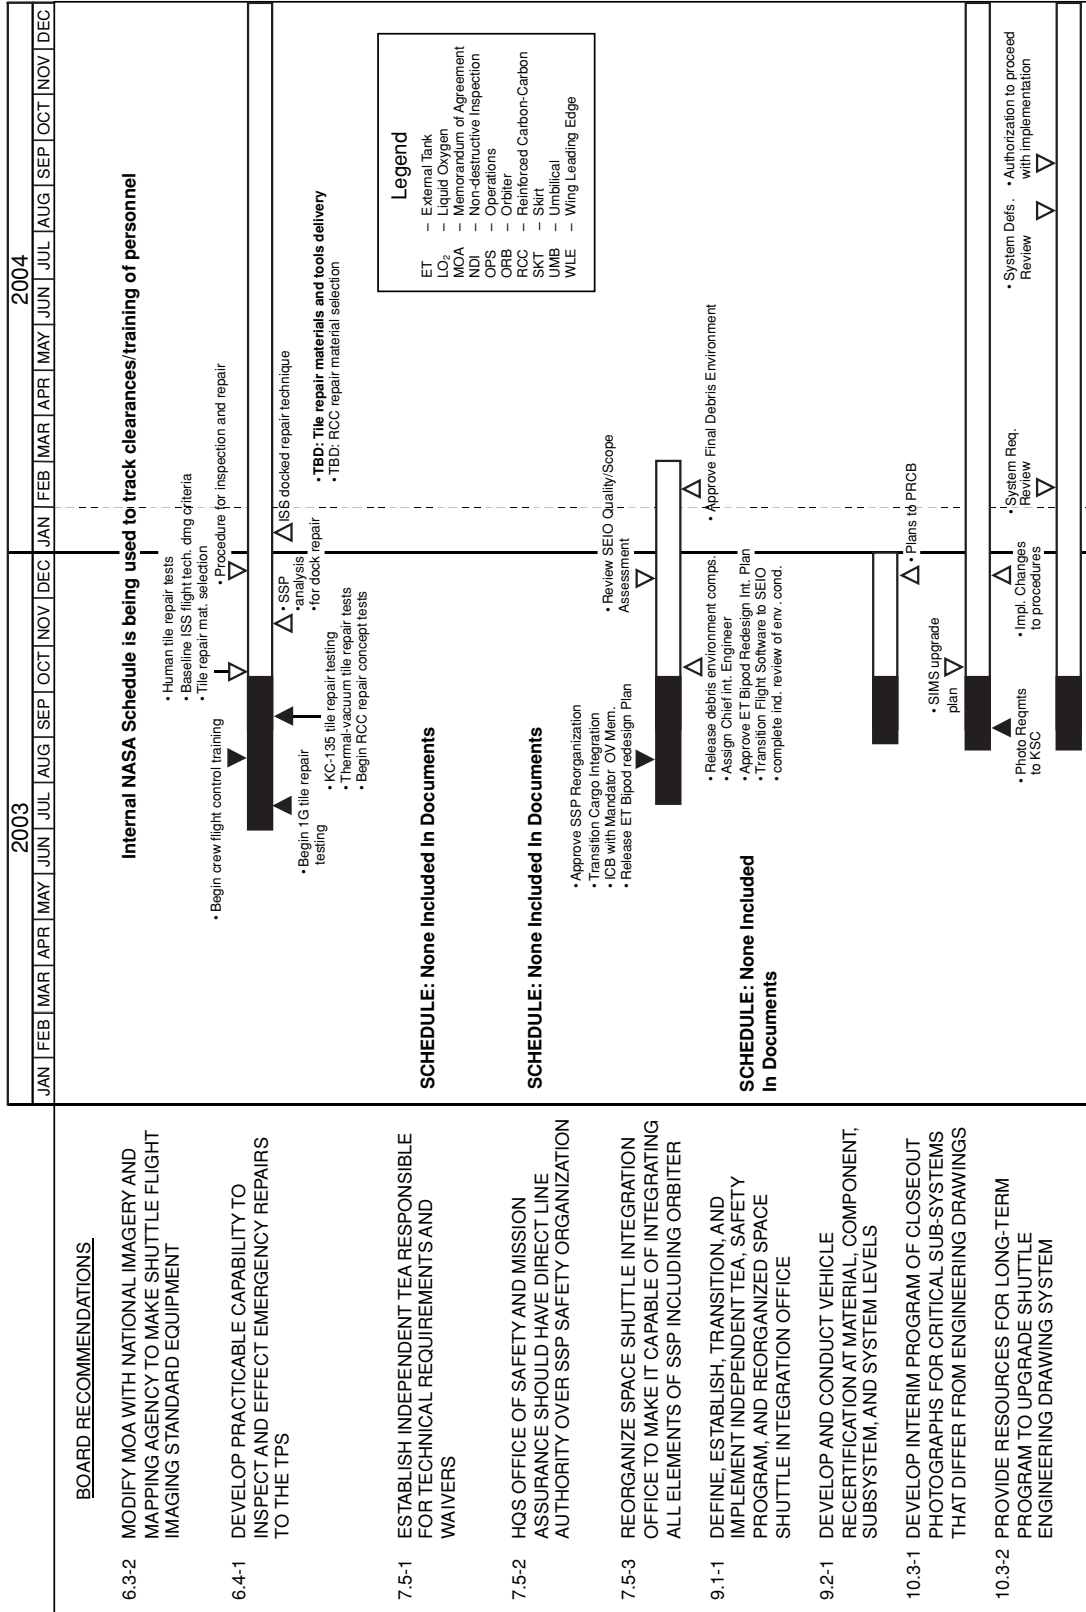 2003
2004
JAN FEB MAR APR MAY JUN JUL AUG SEP OCT NOV DEC JAN FEB MAR APR MAY JUN JUL AUG SEP OCT NOV DEC
BOARD RECOMMENDATIONS
6.3-2 MODIFY MOA WITH NATIONAL IMAGERY AND
MAPPING AGENCY TO MAKE SHUTTLE FLIGHT
IMAGING STANDARD EQUIPMENT
Internal NASA Schedule is being used to track clearances/training of personnel
6.4-1 DEVELOP PRACTICABLE CAPABILITY TO
INSPECT AND EFFECT EMERGENCY REPAIRS
TO THE TPS
• Begin crew flight control training
• Human tile repair tests
• Baseline ISS flight tech. dmg criteria
• Tile repair mat. selection
• Procedure for inspection and repair
• Begin 1G tile repair
testing
• KC-135 tile repair testing
• Thermal-vacuum tile repair tests
• Begin RCC repair concept tests
• SSP
•analysis
•for dock repair
•ISS docked repair technique
• TBD: Tile repair materials and tools delivery
• TBD: RCC repair material selection
Legend
ET – External Tank
LO2 – Liquid Oxygen
MOA – Memorandum of Agreement
NDI – Non-destructive Inspection
OPS – Operations
ORB – Orbiter
RCC – Reinforced Carbon-Carbon
SKT – Skirt
UMB – Umbilical
WLE – Wing Leading Edge
7.5-1 ESTABLISH INDEPENDENT TEA RESPONSIBLE
FOR TECHNICAL REQUIREMENTS AND
WAIVERS
SCHEDULE: None Included In Documents
7.5-2 HQS OFFICE OF SAFETY AND MISSION
ASSURANCE SHOULD HAVE DIRECT LINE
AUTHORITY OVER SSP SAFETY ORGANIZATION
SCHEDULE: None Included In Documents
7.5-3 REORGANIZE SPACE SHUTTLE INTEGRATION
OFFICE TO MAKE IT CAPABLE OF INTEGRATING
ALL ELEMENTS OF SSP INCLUDING ORBITER
• Approve SSP Reorganization
• Transition Cargo Integration
• ICB with Mandator OV Mem.
• Release ET Bipod redesign Plan
• Review SEIO Quality/Scope
Assessment
• Release debris environment comps.
• Assign Chief int. Engineer
• Approve ET Bipod Redesign Int. Plan
• Transition Flight Software to SEIO
• complete ind. review of env. cond.
• Approve Final Debris Environment
9.1-1 DEFINE, ESTABLISH, TRANSITION, AND
IMPLEMENT INDEPENDENT TEA, SAFETY
PROGRAM, AND REORGANIZED SPACE
SHUTTLE INTEGRATION OFFICE
SCHEDULE: None Included
In Documents
9.2-1 DEVELOP AND CONDUCT VEHICLE
RECERTIFICATION AT MATERIAL, COMPONENT,
SUBSYSTEM, AND SYSTEM LEVELS
• Plans to PRCB
10.3-1 DEVELOP INTERIM PROGRAM OF CLOSEOUT
PHOTOGRAPHS FOR CRITICAL SUB-SYSTEMS
THAT DIFFER FROM ENGINEERING DRAWINGS
• SIMS upgrade
plan
• Photo Reqmts
to KSC
• Impl. Changes
to procedures
10.3-2 PROVIDE RESOURCES FOR LONG-TERM
PROGRAM TO UPGRADE SHUTTLE
ENGINEERING DRAWING SYSTEM
• System Req.
Review
• System Defs.
Review
• Authorization to proceed
with implementation